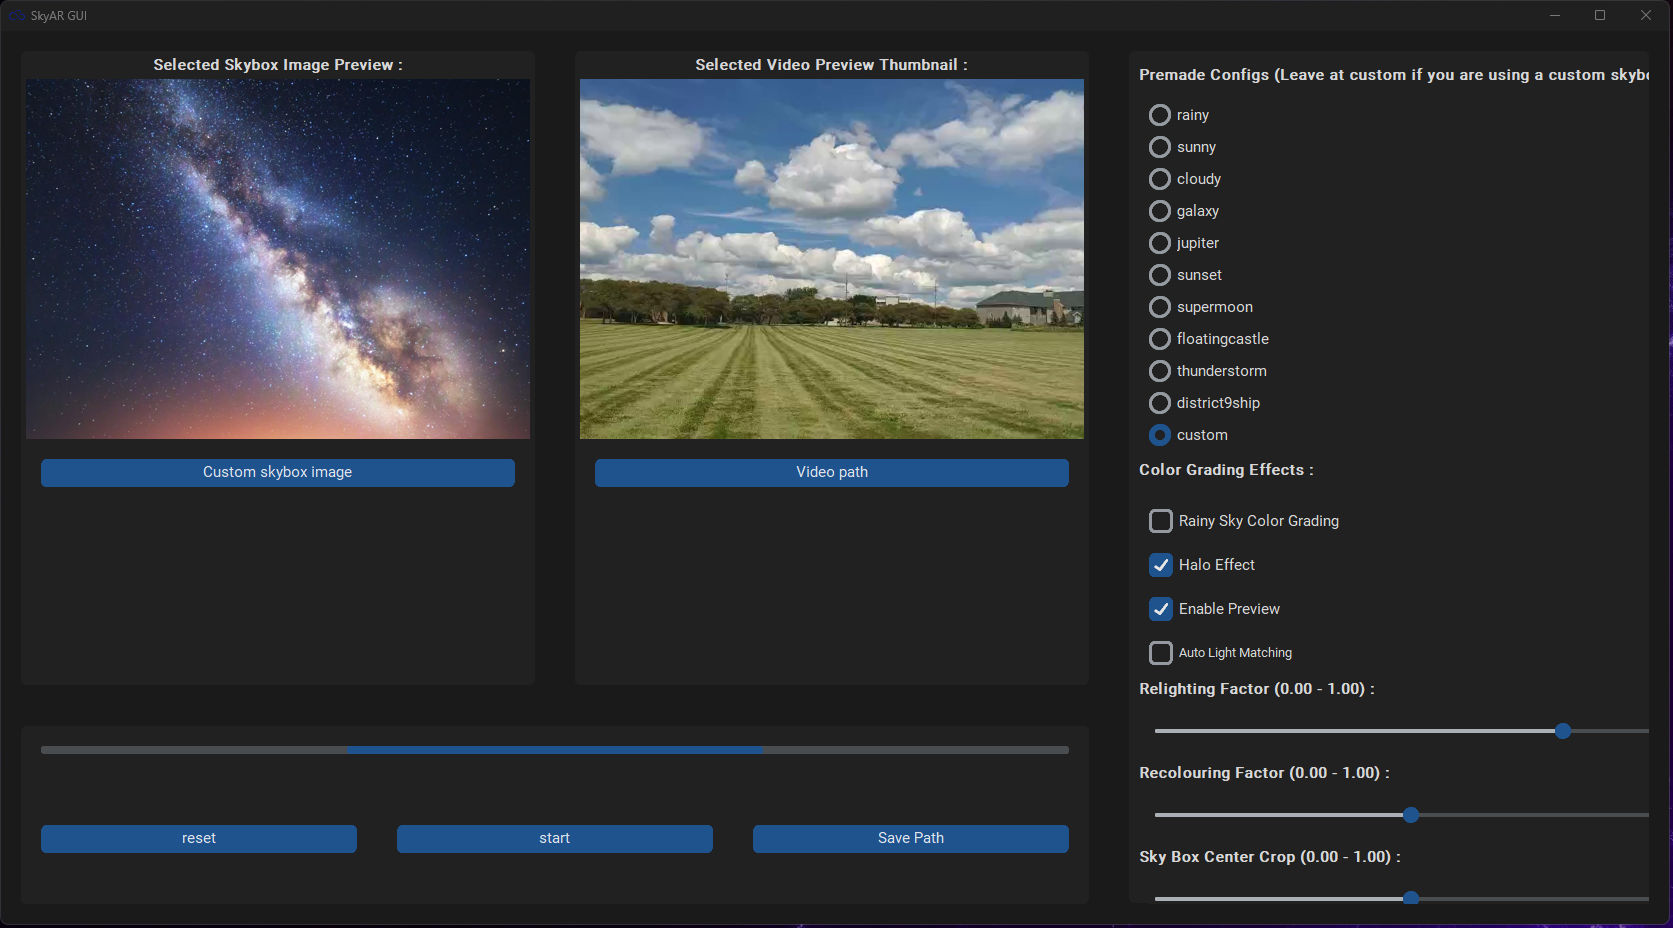 SkyAR GUI
Selected Skybox Image Preview :
Custom skybox image
Selected Video Preview Thumbnail :
Video path
reset
start
Save Path
Premade Configs (Leave at custom if you are using a custom
rainy
sunny
cloudy
galaxy
jupiter
sunset
supermoon
floatingcastle
thunderstorm
district9ship
custom
Color Grading Effects :
Rainy Sky Color Grading
Halo Effect
Enable Preview
Auto Light Matching
Relighting Factor (0.00 - 1.00) :
Recolouring Factor (0.00 - 1.00) :
Sky Box Center Crop (0.00 - 1.00) :